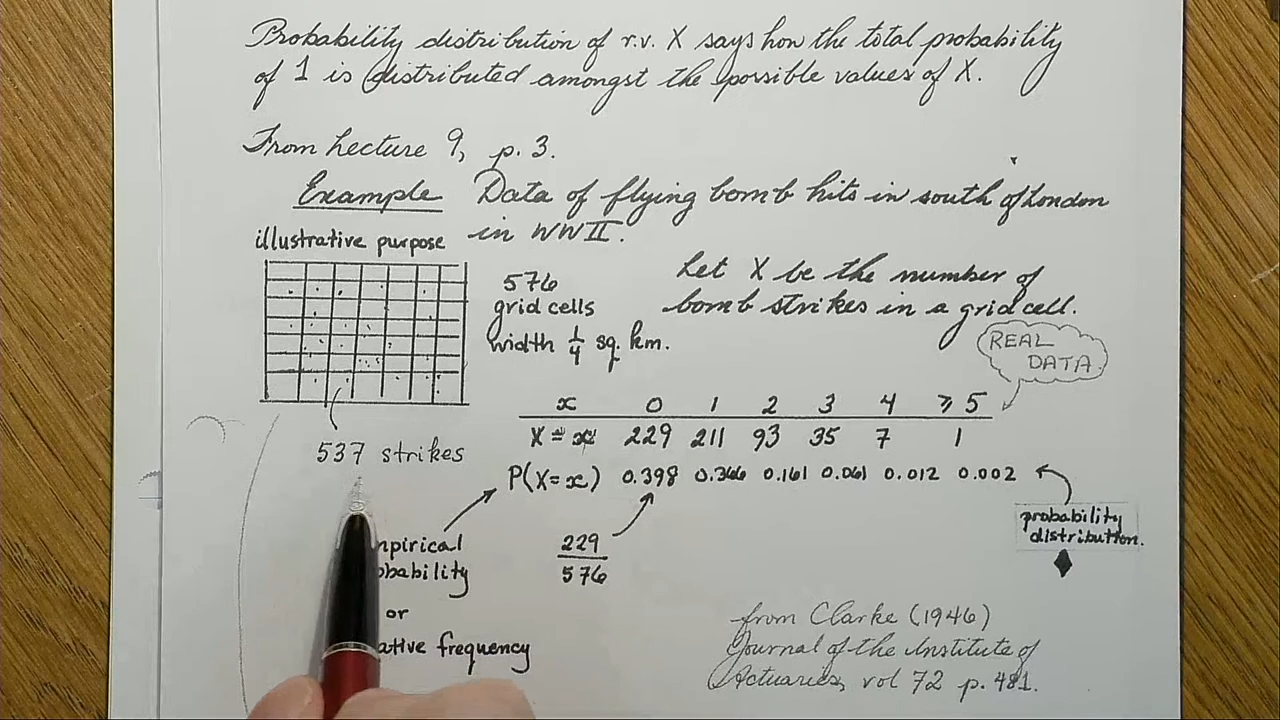 Probability distribution of r.v. X says how the total probability
of 1 is distributed amongst the possible values of X.
From Lecture 9, p. 3.
Example Data of flying bomb hits in south of London
in WWII.
illustrative purpose
576
grid cells
width 1/4 sq. km.
Let X be the number of
bomb strikes in a grid cell.
REAL
DATA
x 0 1 2 3 4 ⩾ 5
X = x 229 211 93 35 7 1
P(X=x) 0.398 0.366 0.161 0.061 0.012 0.002
537 strikes
probability
distribution.
mpirical
obability
or
ative frequency
229
576
from Clarke (1946)
Journal of the Institute of
Actuaries, vol 72 p. 481.